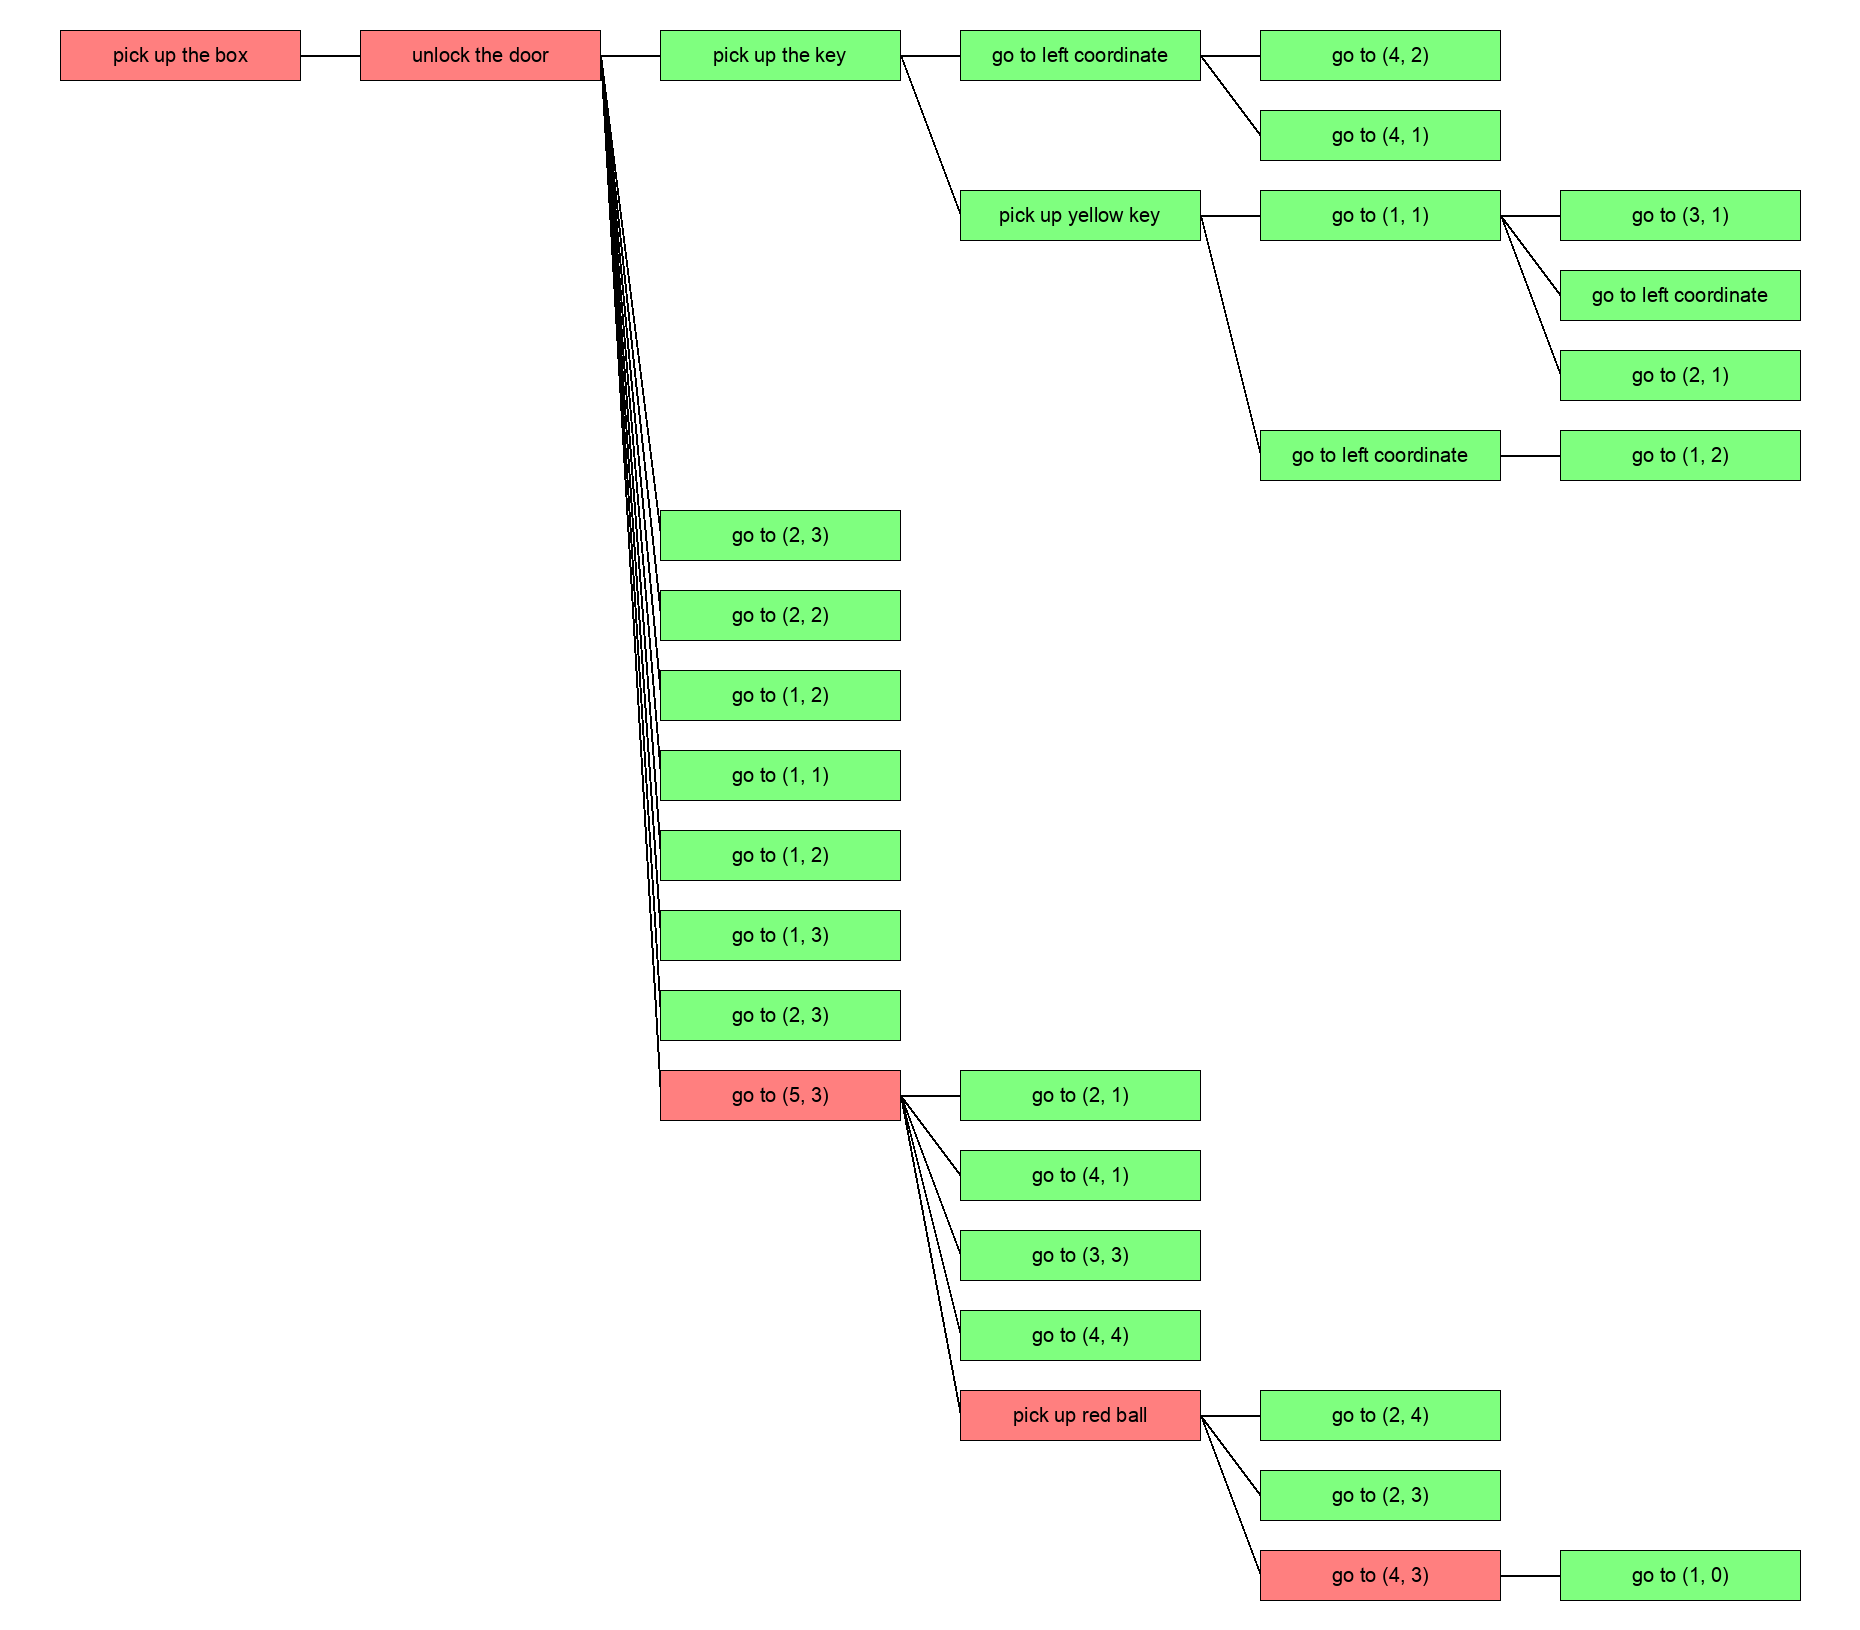 pick up the box
unlock the door
pick up the key
go to left coordinate
go to (4, 2)
go to (4, 1)
pick up yellow key
go to (1, 1)
go to (3, 1)
go to left coordinate
go to (2, 1)
go to left coordinate
go to (1, 2)
go to (2, 3)
go to (2, 2)
go to (1, 2)
go to (1, 1)
go to (1, 2)
go to (1, 3)
go to (2, 3)
go to (5, 3)
go to (2, 1)
go to (4, 1)
go to (3, 3)
go to (4, 4)
pick up red ball
go to (2, 4)
go to (2, 3)
go to (4, 3)
go to (1, 0)